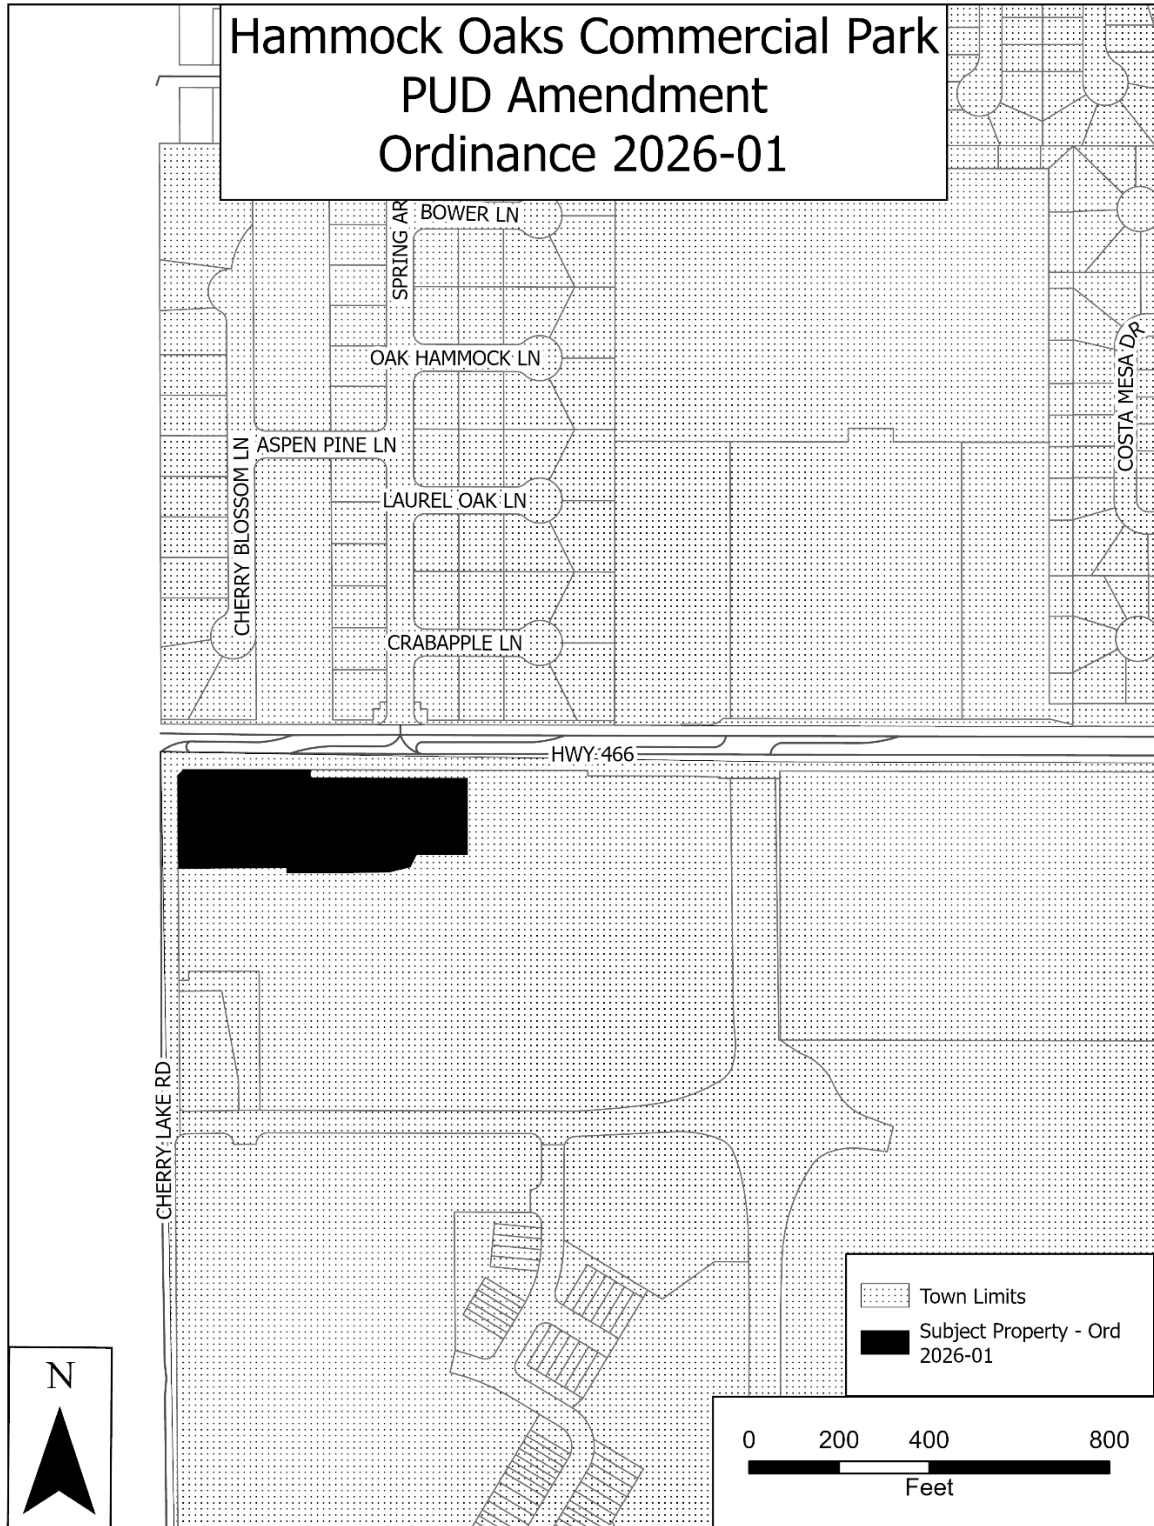 Hammock Oaks Commercial Park
PUD Amendment
Ordinance 2026-01
SPRING AR
BOWER LN
OAK HAMMOCK LN
COSTA MESA DR
ASPEN PINE LN
CHERRY BLOSSOM LN
LAUREL OAK LN
CRABAPPLE LN
HWY 466
CHERRY LAKE RD
Town Limits
Subject Property - Ord
2026-01
N
0 200 400 800
Feet